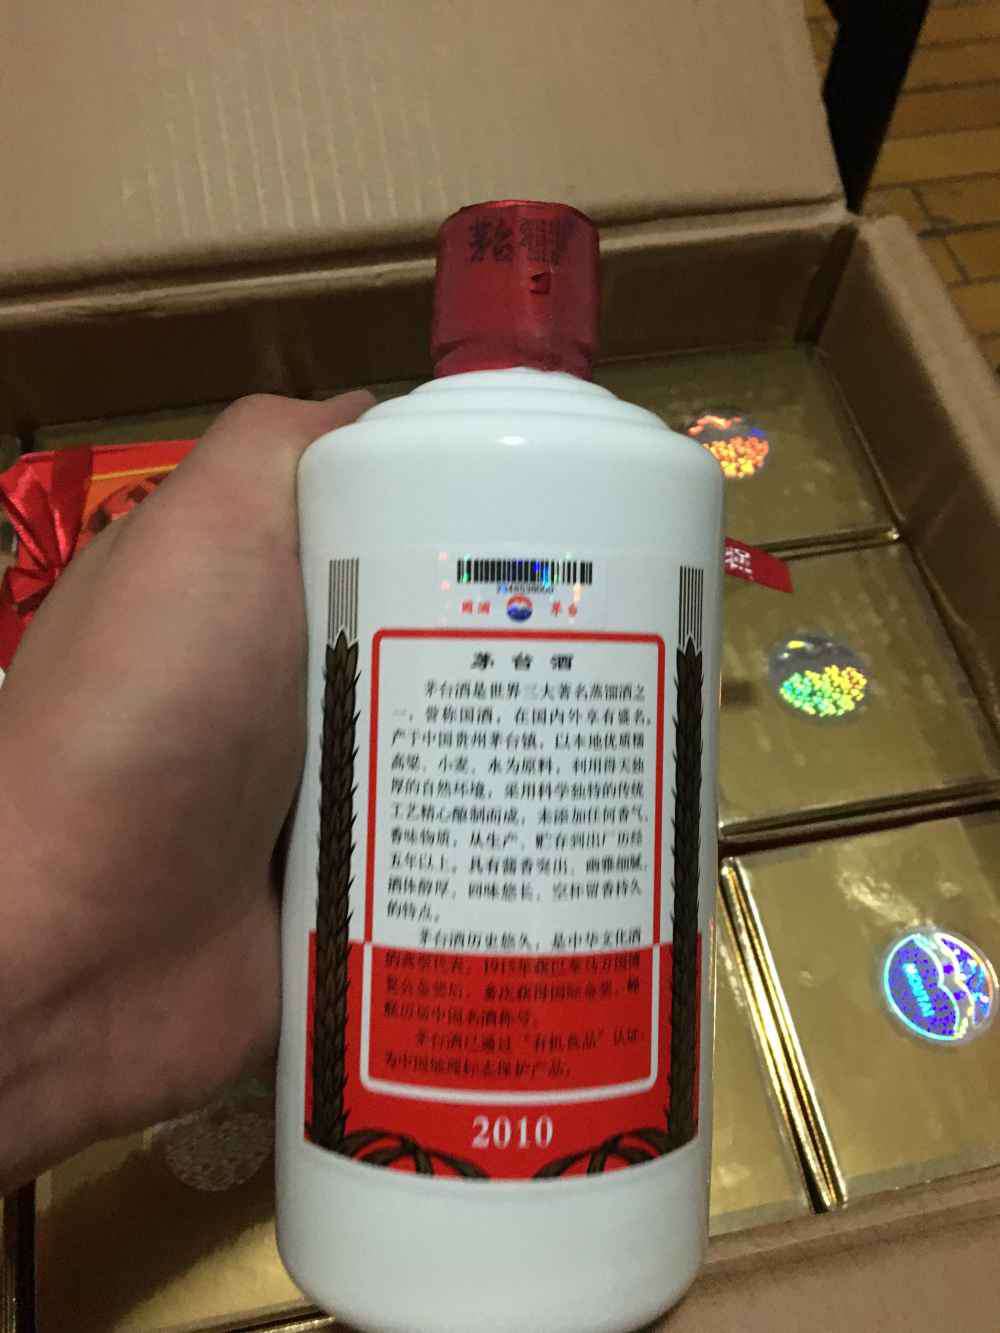 茅台
国酒 茅台
茅台酒
茅台酒是世界三大著名蒸馏酒之
一，誉称国酒，在国内外享有盛名。
产于中国贵州茅台镇，以本地优质糯
高粱、小麦、水为原料，利用得天独
厚的自然环境，采用科学独特的传统
工艺精心酿制而成，未添加任何香气、
香味物质。从生产、贮存到出厂历经
五年以上。具有酱香突出、幽雅细腻、
酒体醇厚、回味悠长、空杯留香持久
的特点。
茅台酒历史悠久，是中华文化酒
的典型代表，1915年获巴拿马万国博
览会金奖后，多次获得国际金奖，蝉
联历届中国名酒称号。
茅台酒已通过“有机食品”认证，
为中国地理标志保护产品。
2010
MOUTAI